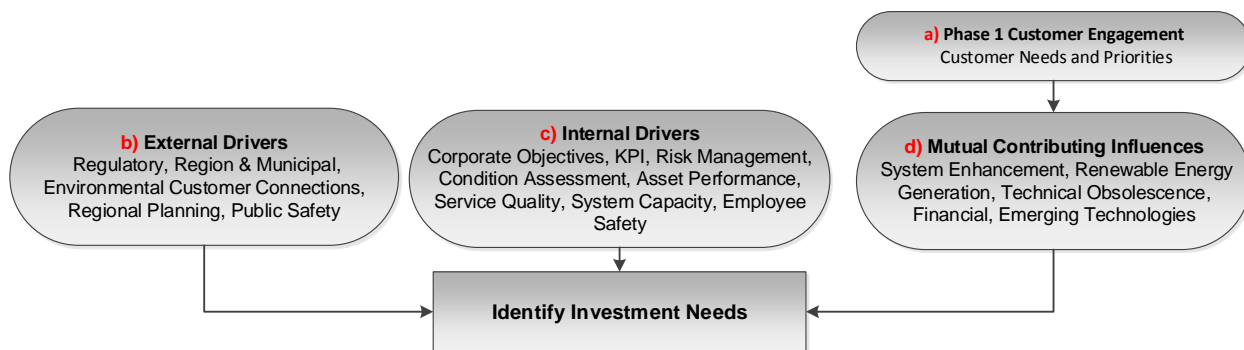 a) Phase 1 Customer Engagement
Customer Needs and Priorities
b) External Drivers
Regulatory, Region & Municipal,
Environmental Customer Connections,
Regional Planning, Public Safety
c) Internal Drivers
Corporate Objectives, KPI, Risk Management,
Condition Assessment, Asset Performance,
Service Quality, System Capacity, Employee
Safety
d) Mutual Contributing Influences
System Enhancement, Renewable Energy
Generation, Technical Obsolescence,
Financial, Emerging Technologies
Identify Investment Needs